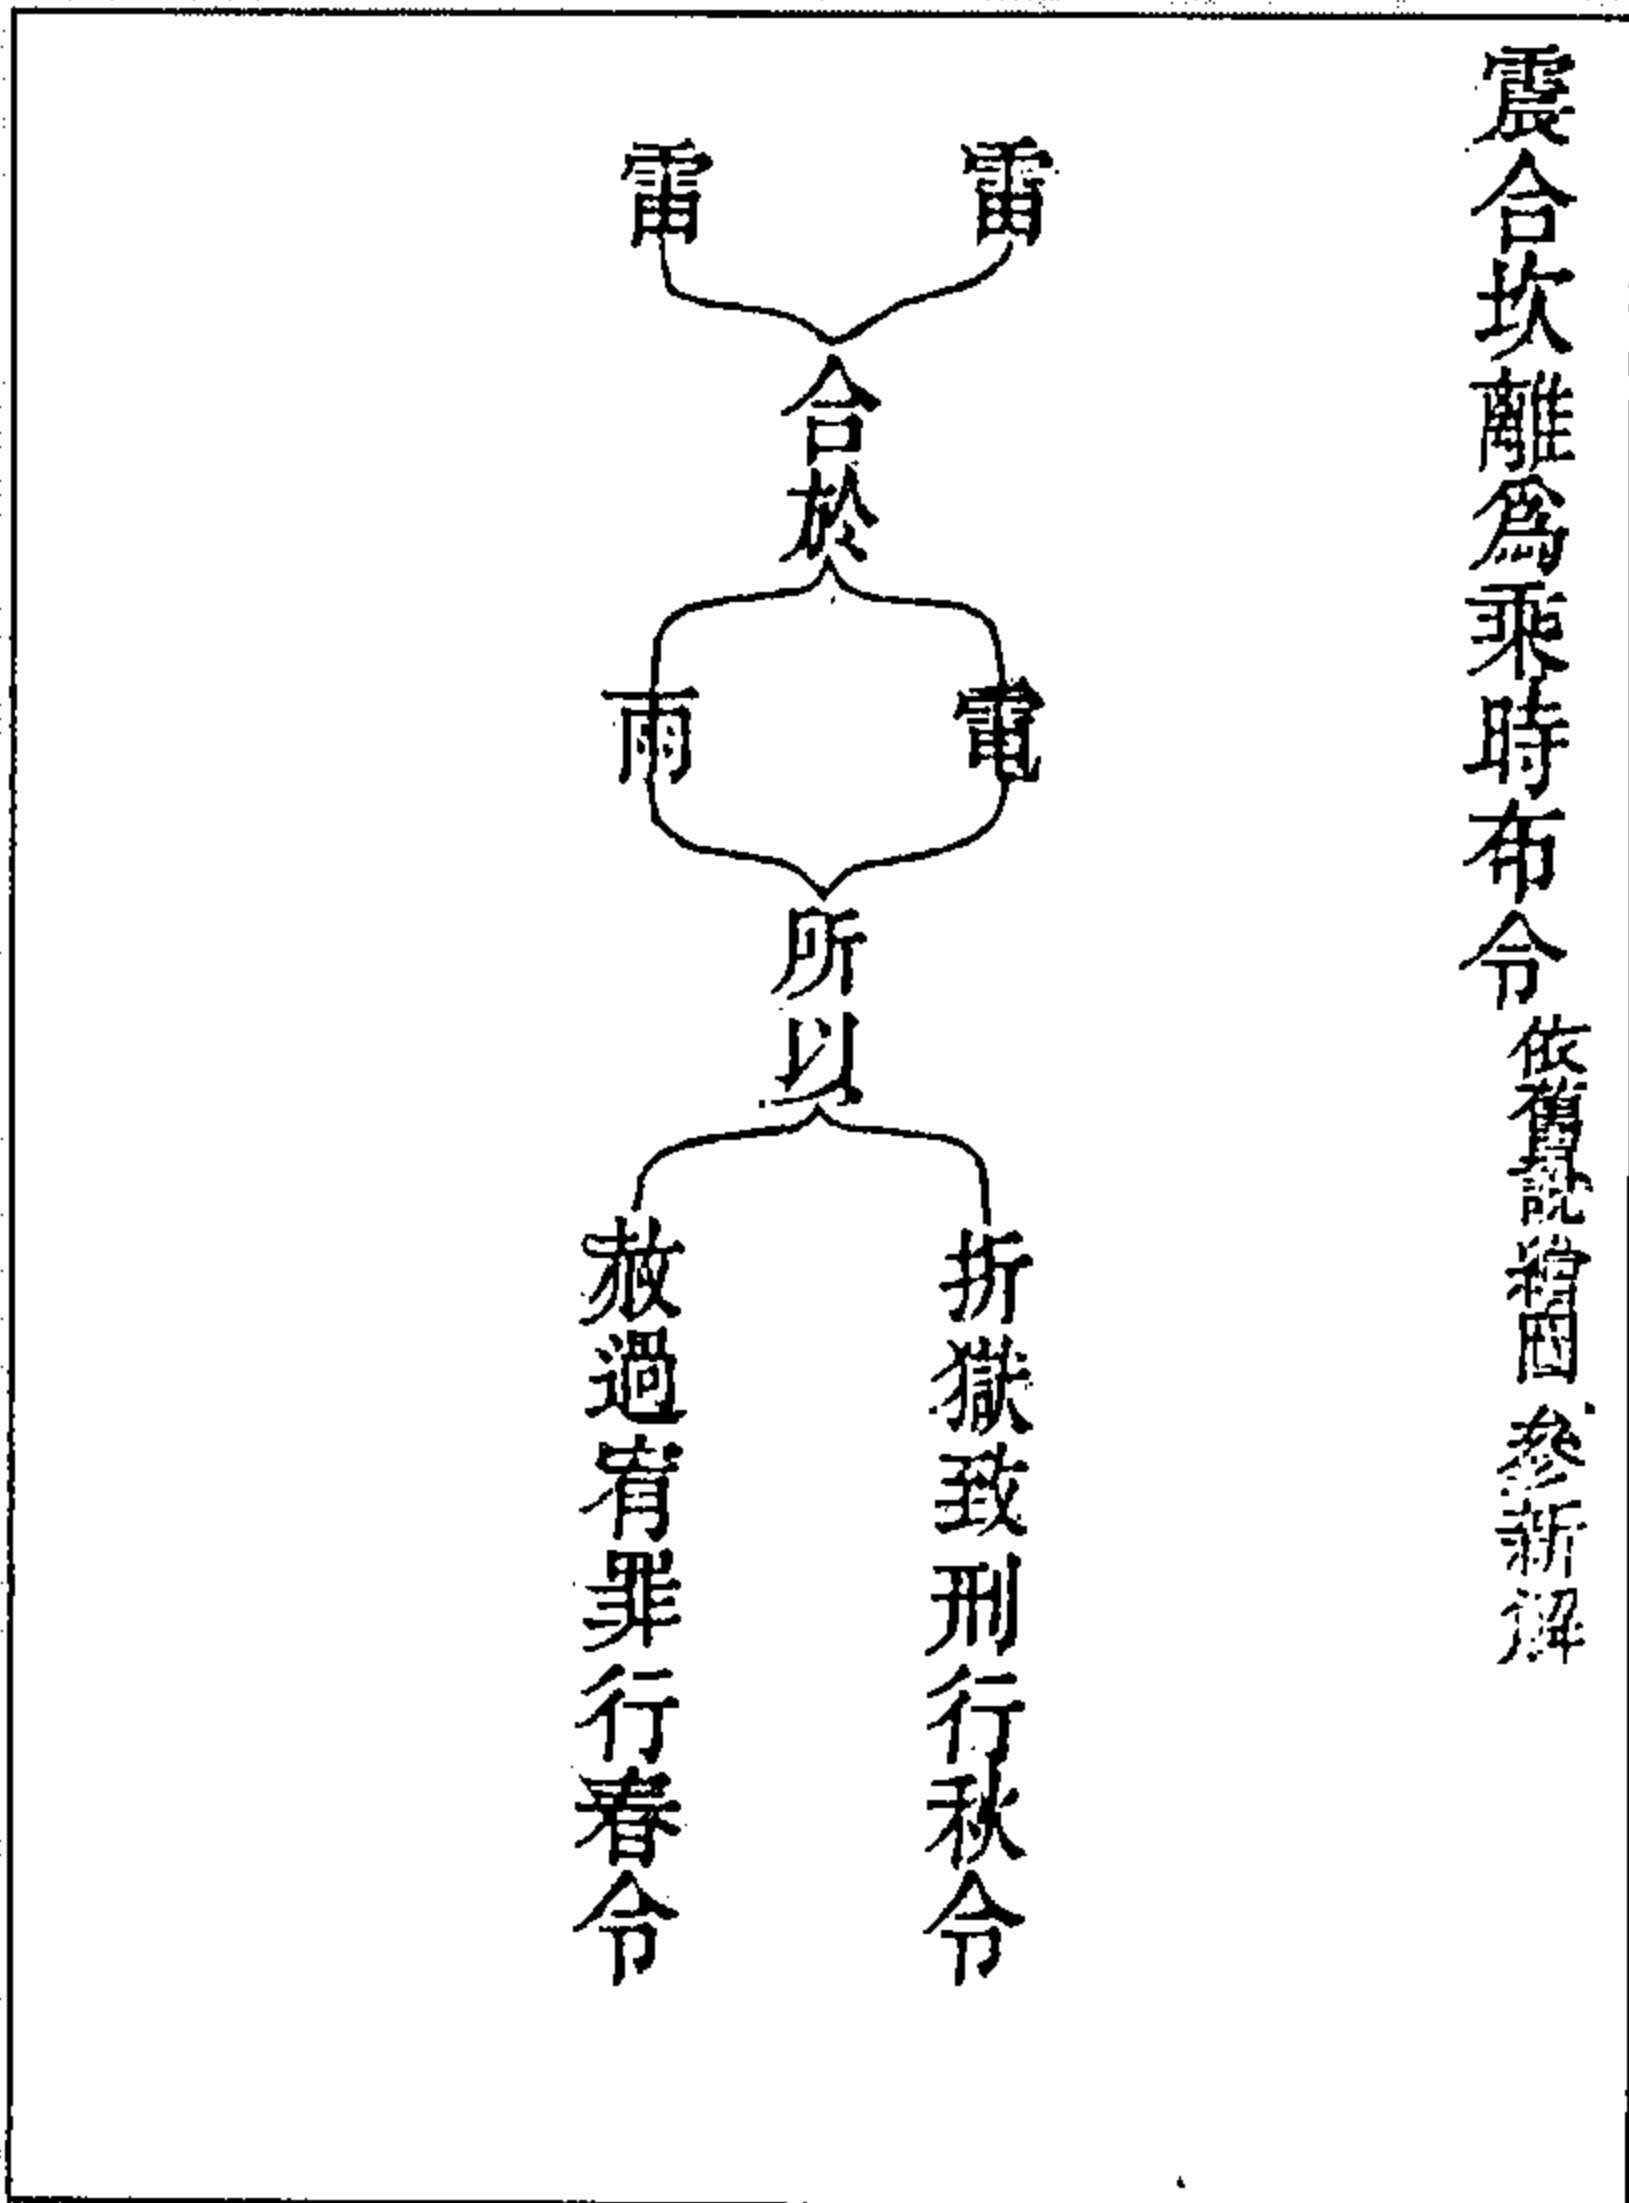 震合坎離爲乘時布令 依舊說 繪圖 參新解
雷 雷
合於
電 雨
所以
折獄致刑行秋令
赦過宥罪行春令